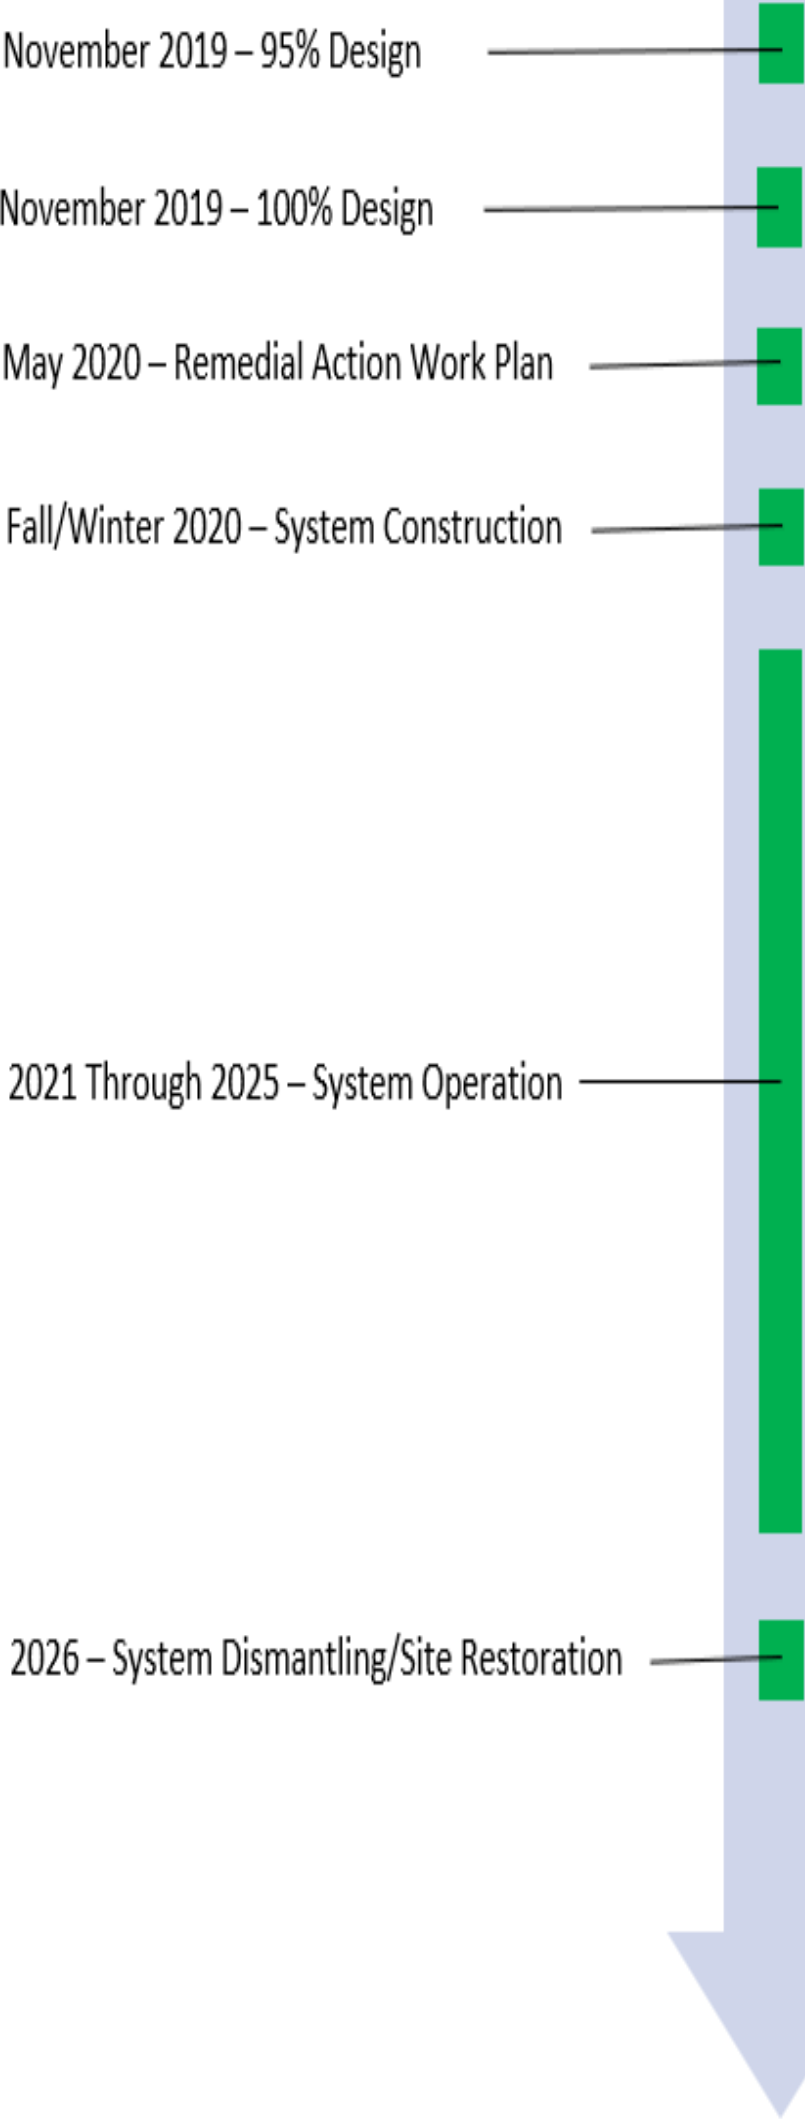 November 2019 – 95% Design
November 2019 – 100% Design
May 2020 – Remedial Action Work Plan
Fall/Winter 2020 – System Construction
2021 Through 2025 – System Operation
2026 – System Dismantling/Site Restoration